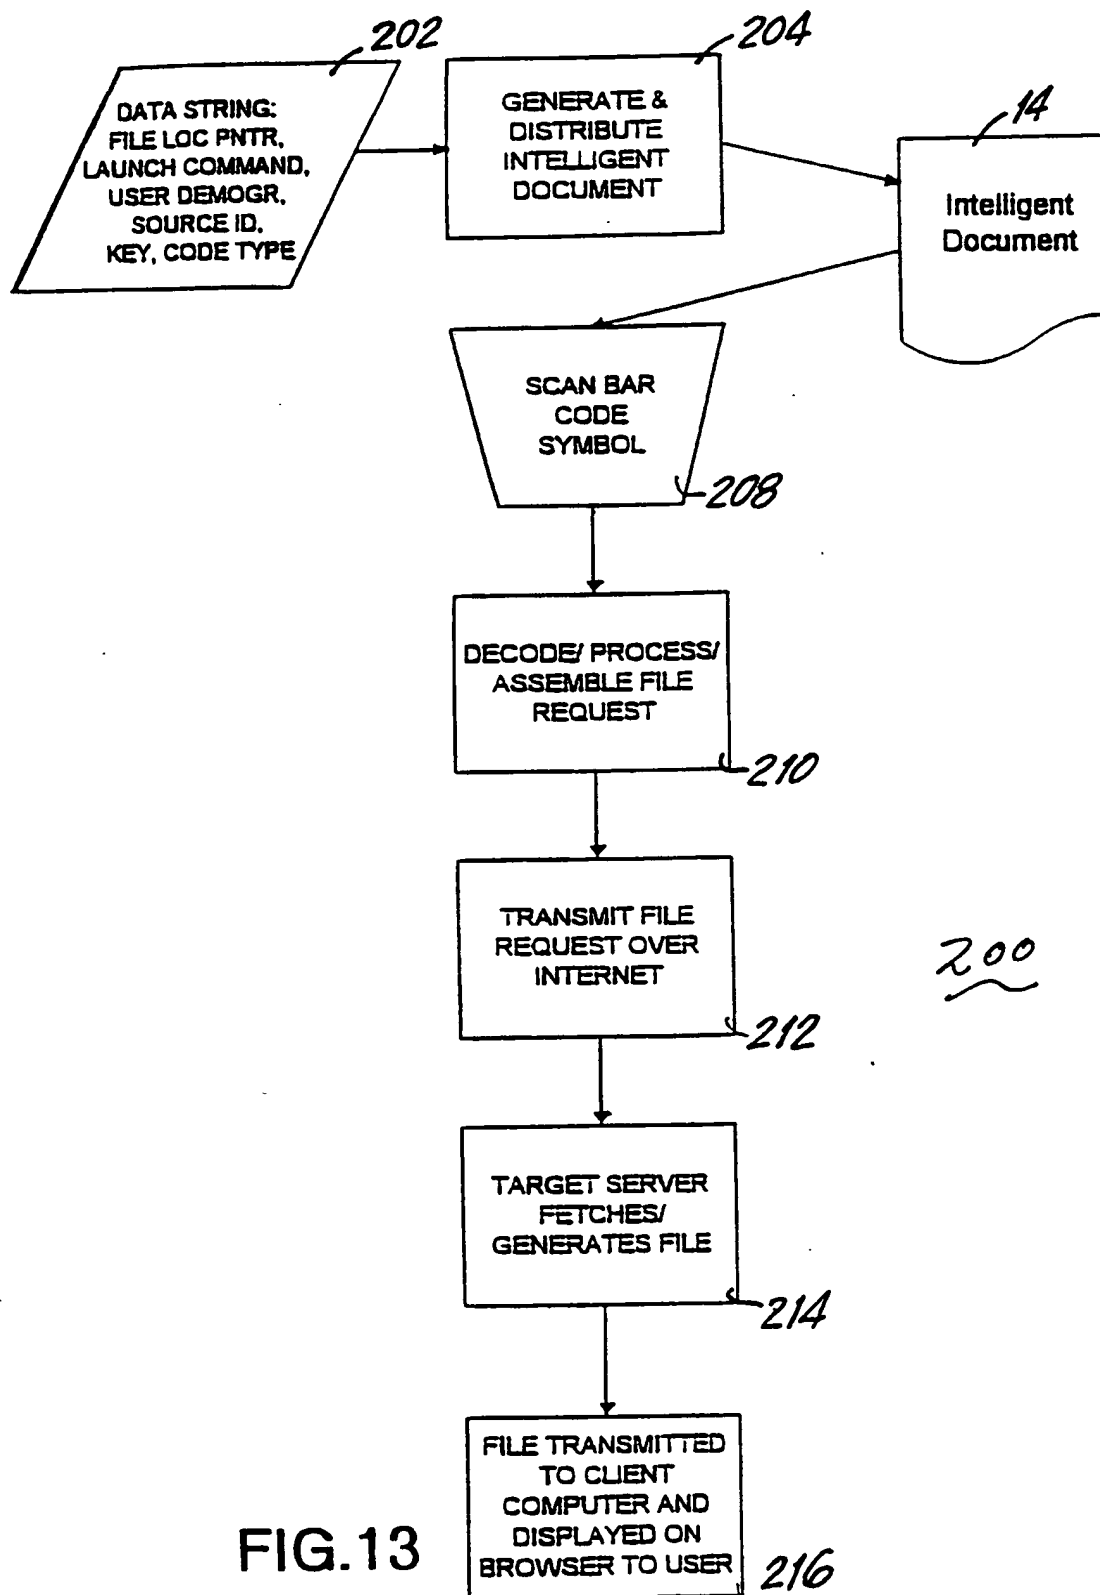 202
DATA STRING:
FILE LOC PNTR,
LAUNCH COMMAND,
USER DEMOGR,
SOURCE ID,
KEY, CODE TYPE
204
GENERATE &
DISTRIBUTE
INTELLIGENT
DOCUMENT
14
Intelligent
Document
SCAN BAR
CODE
SYMBOL
208
DECODE/ PROCESS/
ASSEMBLE FILE
REQUEST
210
TRANSMIT FILE
REQUEST OVER
INTERNET
212
200
TARGET SERVER
FETCHES/
GENERATES FILE
214
FILE TRANSMITTED
TO CLIENT
COMPUTER AND
DISPLAYED ON
BROWSER TO USER
216
FIG.13